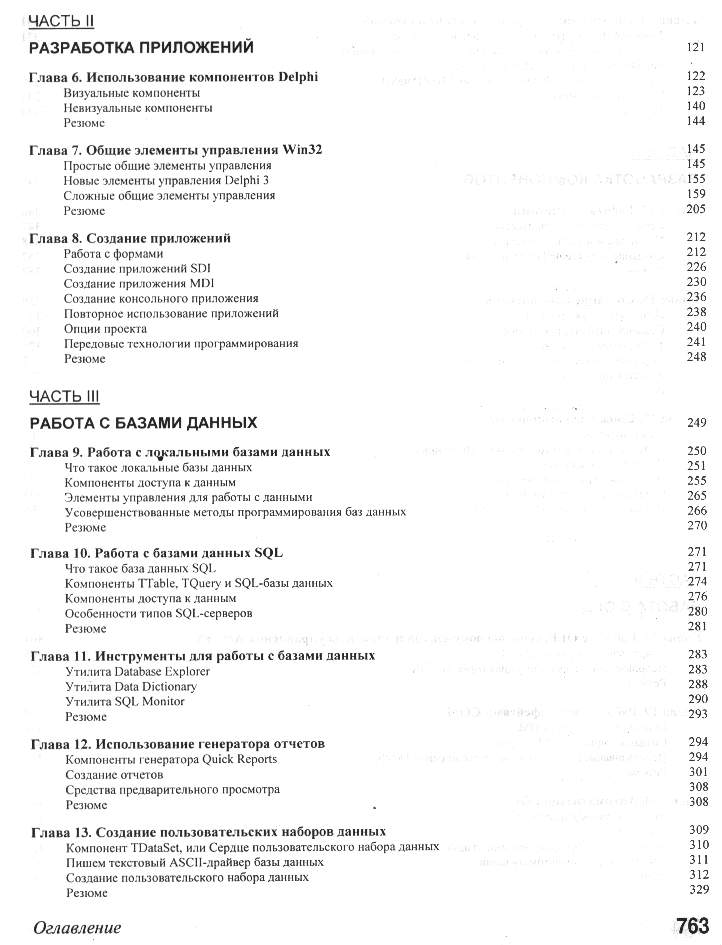 ЧАСТЬ II
РАЗРАБОТКА ПРИЛОЖЕНИЙ 121
Глава 6. Использование компонентов Delphi 122
Визуальные компоненты 123
Невизуальные компоненты 140
Резюме 144
Глава 7. Общие элементы управления Win32 145
Простые общие элементы управления 145
Новые элементы управления Delphi 3 155
Сложные общие элементы управления 159
Резюме 205
Глава 8. Создание приложений 212
Работа с формами 212
Создание приложений SDI 226
Создание приложения MDI 230
Создание консольного приложения 236
Повторное использование приложений 238
Опции проекта 240
Передовые технологии программирования 241
Резюме 248
ЧАСТЬ III
РАБОТА С БАЗАМИ ДАННЫХ 249
Глава 9. Работа с локальными базами данных 250
Что такое локальные базы данных 251
Компоненты доступа к данным 255
Элементы управления для работы с данными 265
Усовершенствованные методы программирования баз данных 266
Резюме 270
Глава 10. Работа с базами данных SQL 271
Что такое база данных SQL 271
Компоненты TTable, TQuery и SQL-базы данных 274
Компоненты доступа к данным 276
Особенности типов SQL-серверов 280
Резюме 281
Глава 11. Инструменты для работы с базами данных 283
Утилита Database Explorer 283
Утилита Data Dictionary 288
Утилита SQL Monitor 290
Резюме 293
Глава 12. Использование генератора отчетов 294
Компоненты генератора Quick Reports 294
Создание отчетов 301
Средства предварительного просмотра 308
Резюме 308
Глава 13. Создание пользовательских наборов данных 309
Компонент TDataSet, или Сердце пользовательского набора данных 310
Пишем текстовый ASCII-драйвер базы данных 311
Создание пользовательского набора данных 312
Резюме 329
Оглавление 763